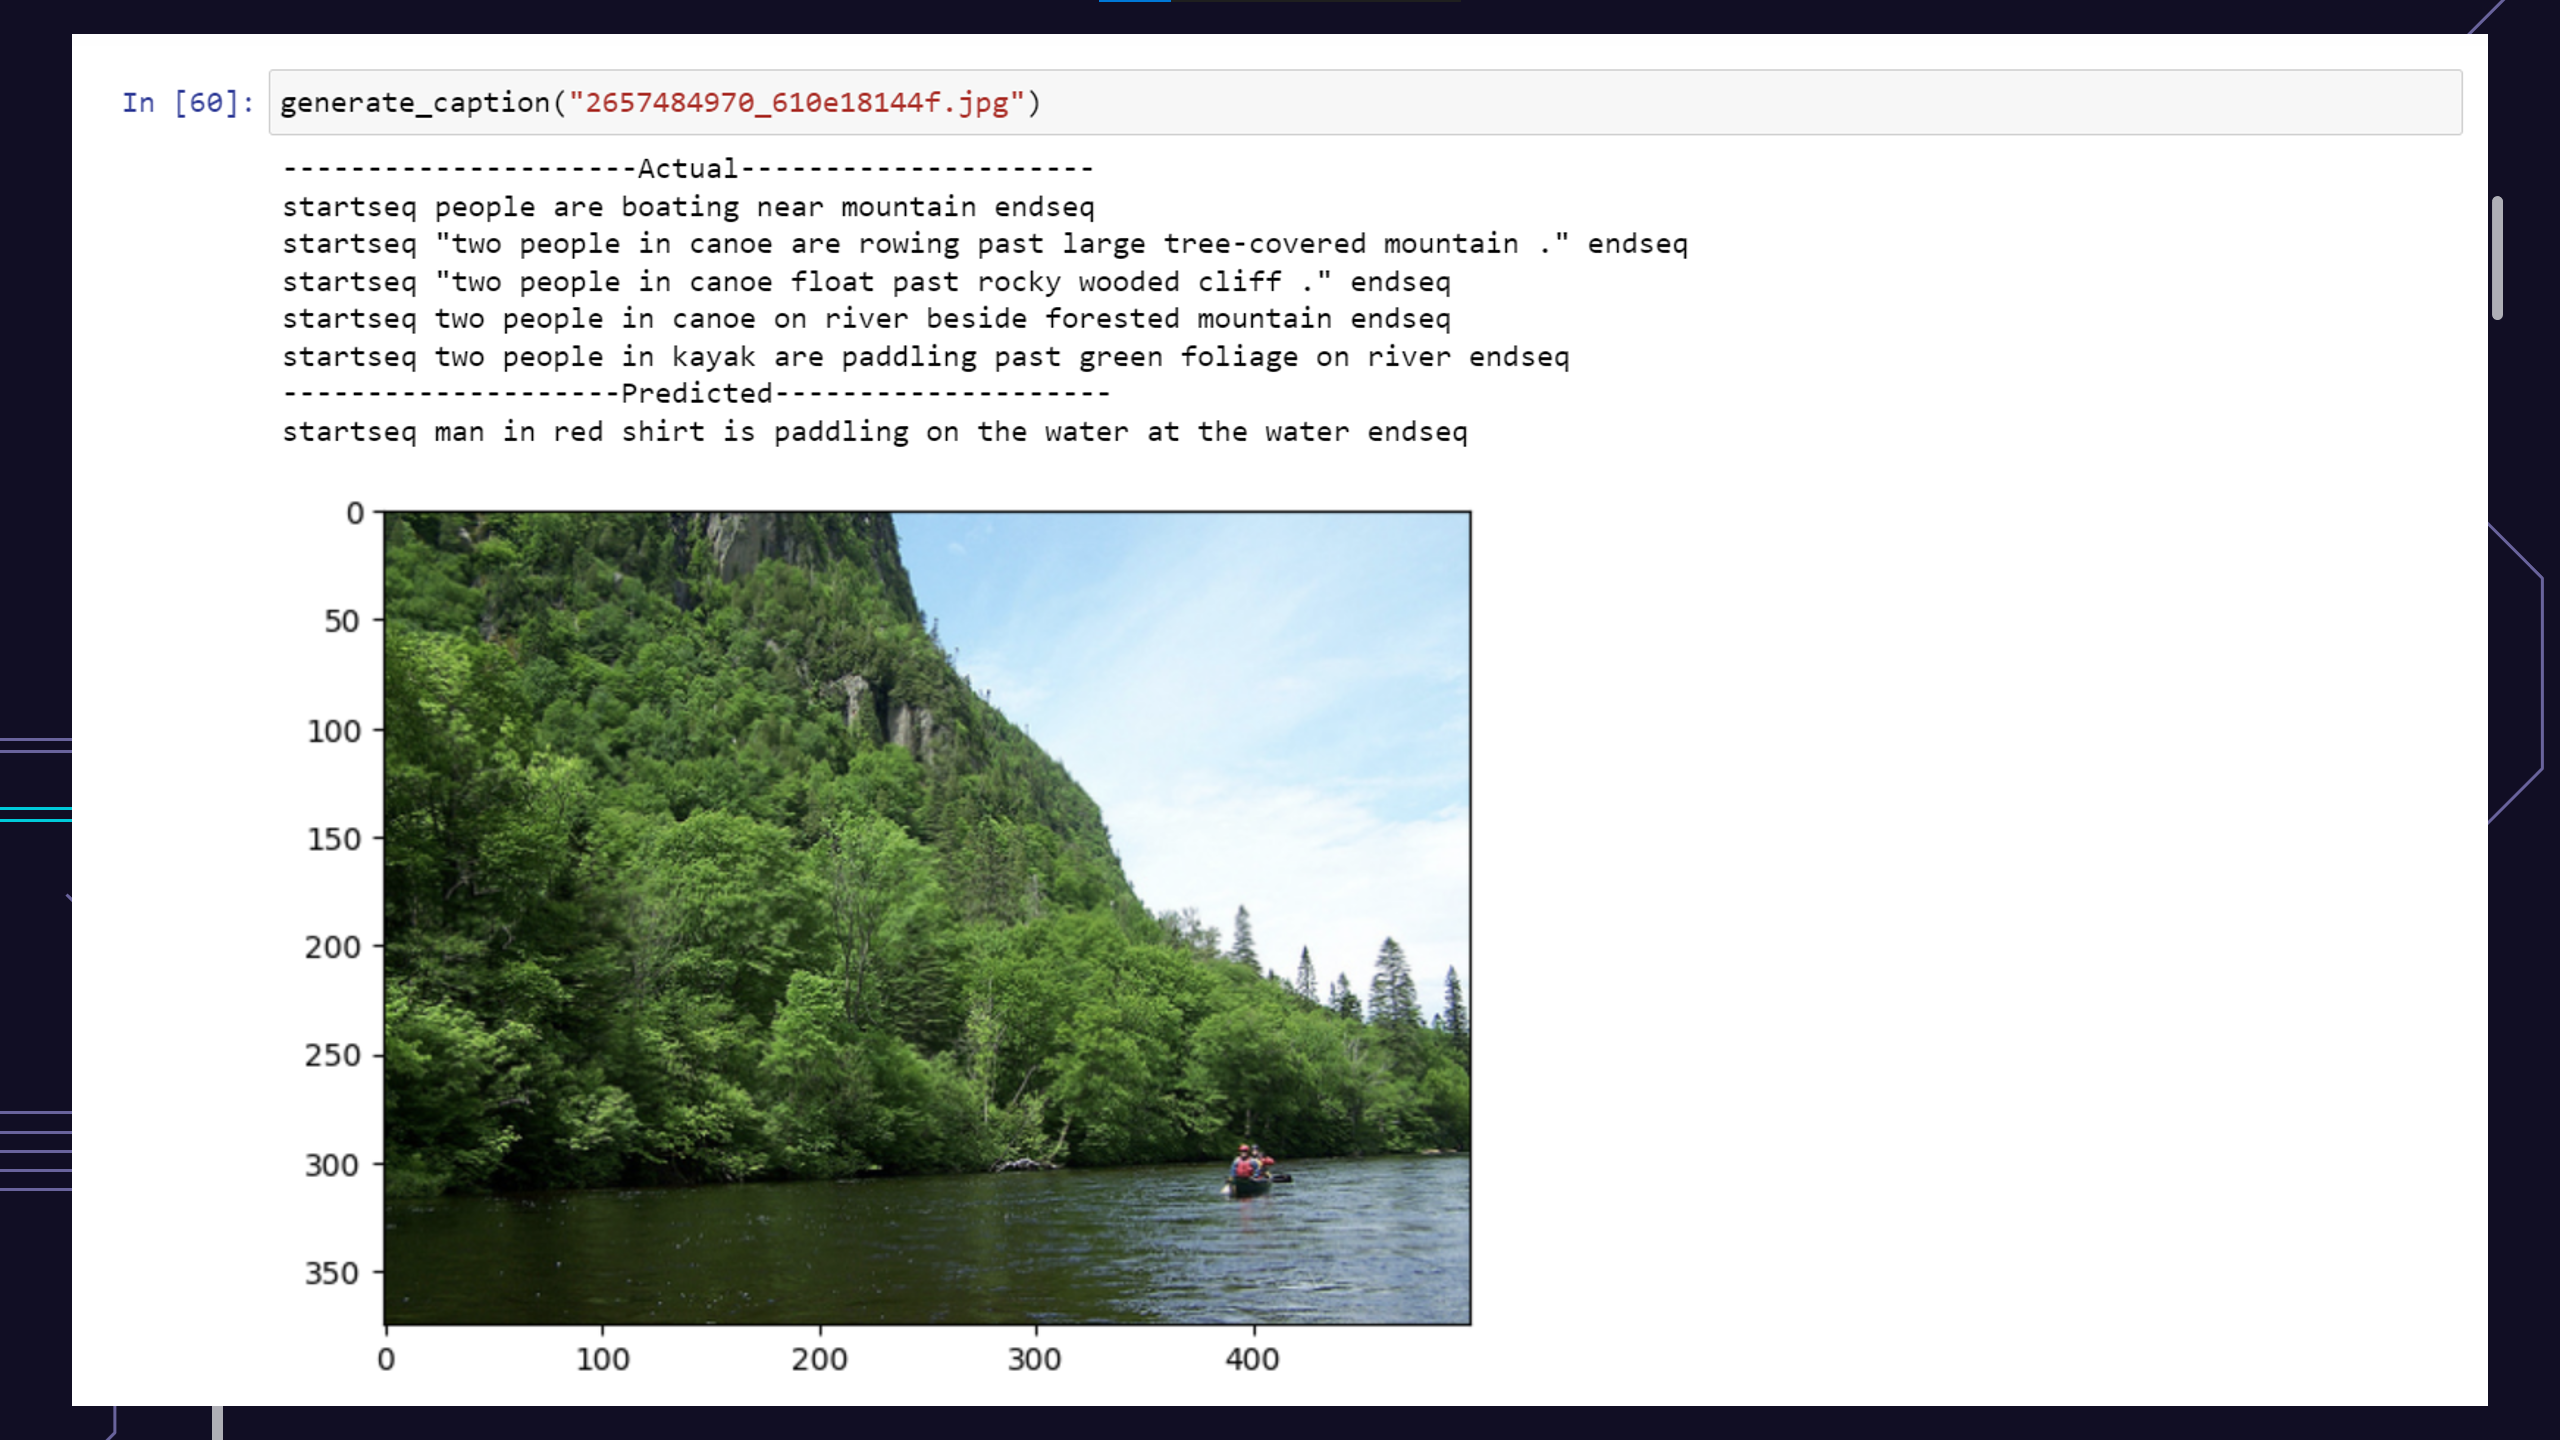 In [60]: generate_caption("2657484970_610e18144f.jpg")
---------------------Actual---------------------
startseq people are boating near mountain endseq
startseq "two people in canoe are rowing past large tree-covered mountain ." endseq
startseq "two people in canoe float past rocky wooded cliff ." endseq
startseq two people in canoe on river beside forested mountain endseq
startseq two people in kayak are paddling past green foliage on river endseq
--------------------Predicted--------------------
startseq man in red shirt is paddling on the water at the water endseq
0
50
100
150
200
250
300
350
0 100 200 300 400